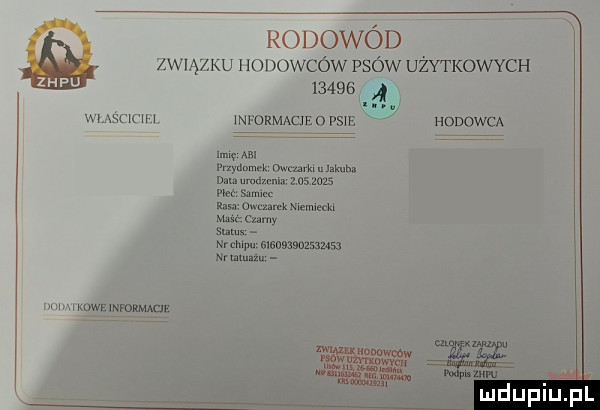 RODOWÓD
ZWIĄZKU HODOWCÓW PSÓW UŻYTKOWYCH
13496
ZHPU
ZHPU
WŁAŚCICIEL
INFORMACJE O PSIE
HODOWCA
Imię: ABI
Przydomek: Owczarki u Jakuba
Data urodzenia: 2.05.2025
Płeć: Samiec
Rasa: Owczarek Niemiecki
Maść: Czarny
Status: -
Nr chipu: 616093902532453
Nr tatuażu: -
DODATKOWE INFORMACJE
ZWIĄZEK HODOWCÓW
PSÓW UŻYTKOWYCH
CZŁONEK ZARZĄDU
Podpis ZHPU
mdupiu.pl